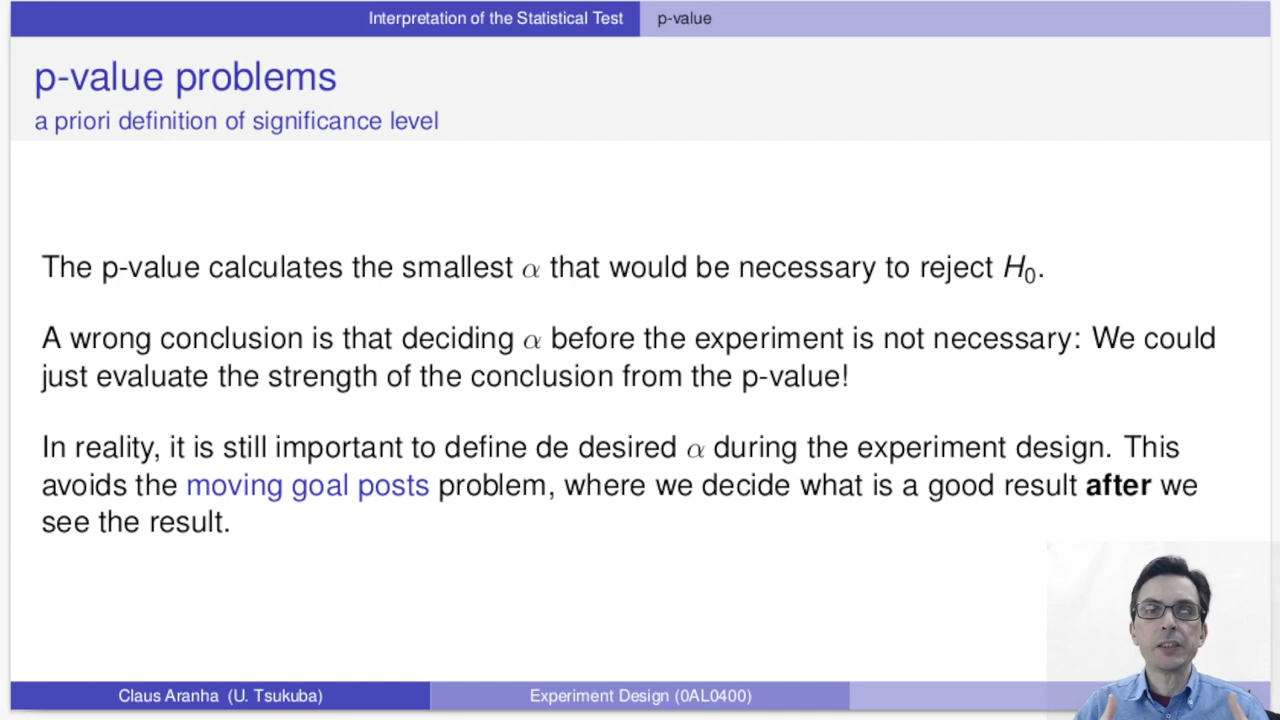 Interpretation of the Statistical Test p-value
p-value problems
a priori definition of significance level
The p-value calculates the smallest α that would be necessary to reject H₀.
A wrong conclusion is that deciding α before the experiment is not necessary: We could
just evaluate the strength of the conclusion from the p-value!
In reality, it is still important to define de desired α during the experiment design. This
avoids the moving goal posts problem, where we decide what is a good result after we
see the result.
Claus Aranha (U. Tsukuba) Experiment Design (0AL0400)